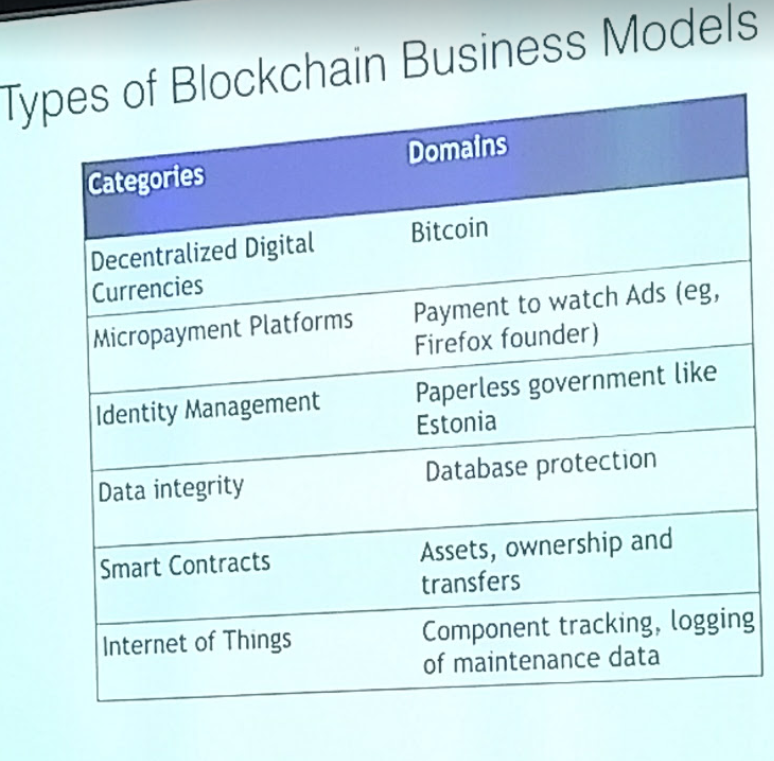 Types of Blockchain Business Models
Categories
Domains
Decentralized Digital
Currencies
Bitcoin
Micropayment Platforms
Payment to watch Ads (eg,
Firefox founder)
Identity Management
Paperless government like
Estonia
Data integrity
Database protection
Smart Contracts
Assets, ownership and
transfers
Internet of Things
Component tracking, logging
of maintenance data